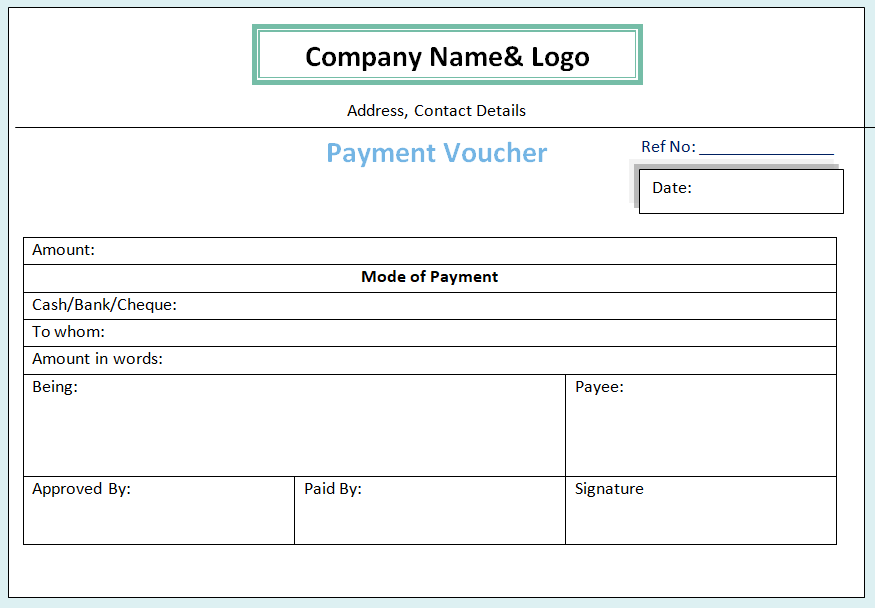 Company Name& Logo
Address, Contact Details
Payment Voucher
Ref No: ________________
Date:
Amount:
Mode of Payment
Cash/Bank/Cheque:
To whom:
Amount in words:
Being:
Payee:
Approved By:
Paid By:
Signature